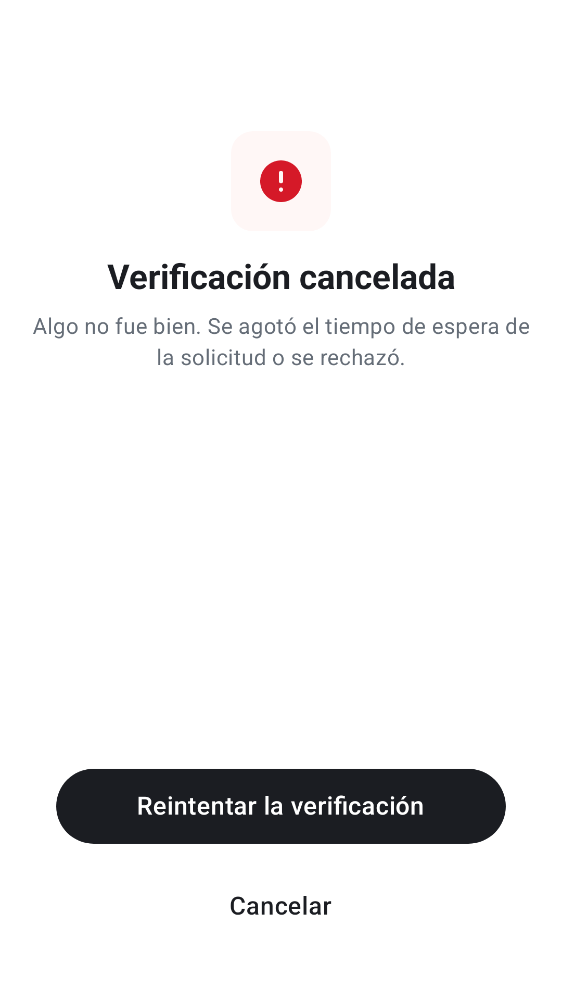 Verificación cancelada
Algo no fue bien. Se agotó el tiempo de espera de
la solicitud o se rechazó.
Reintentar la verificación
Cancelar